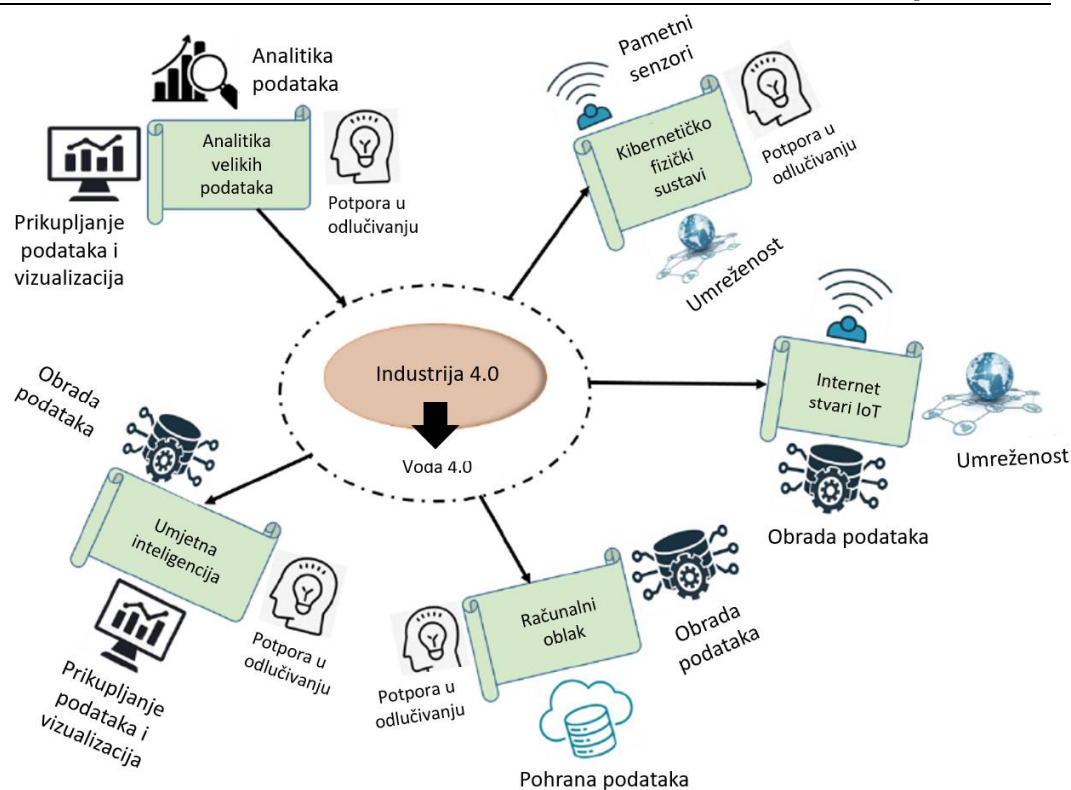 Analitika
podataka
Analitika
velikih
podataka
Prikupljanje
podataka i
vizualizacija
Potpora u
odlučivanju
Pametni
senzori
Kibernetičko
fizički
sustavi
Potpora u
odlučivanju
Umreženost
Industrija 4.0
Voda 4.0
Internet
stvari IoT
Umreženost
Obrada podataka
Obrada
podataka
Umjetna
inteligencija
Potpora u
odlučivanju
Prikupljanje
podataka i
vizualizacija
Računalni
oblak
Obrada
podataka
Potpora u
odlučivanju
Pohrana podataka